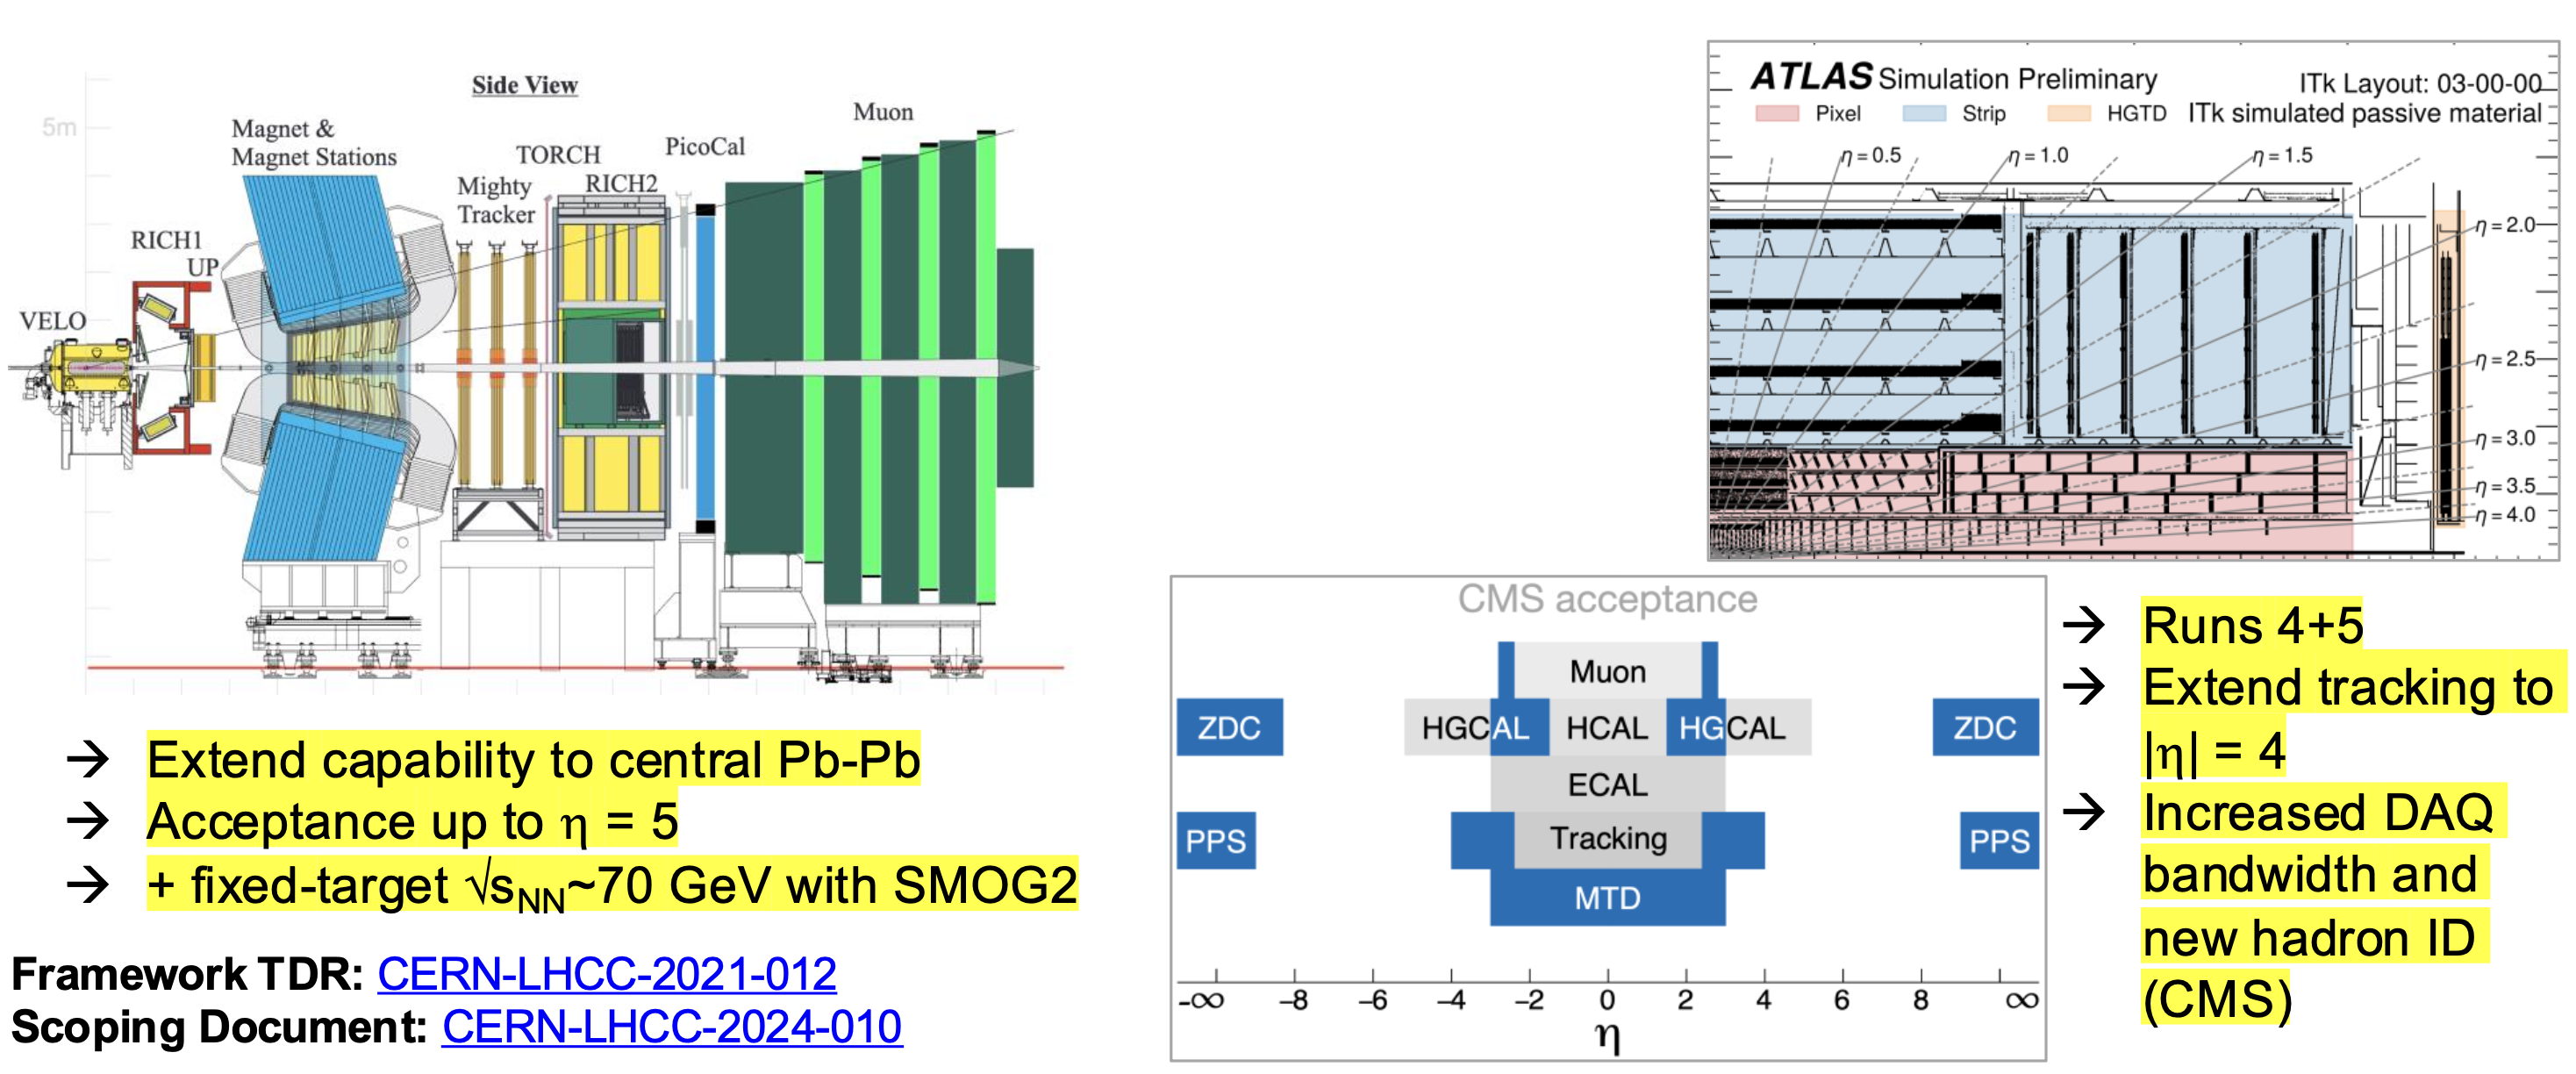 Side View
5m
Magnet &
Magnet Stations
Muon
TORCH
PicoCal
RICH2
Mighty
Tracker
RICH1
UP
VELO
→ Extend capability to central Pb-Pb
→ Acceptance up to η = 5
→ + fixed-target √sNN~70 GeV with SMOG2
Framework TDR: CERN-LHCC-2021-012
Scoping Document: CERN-LHCC-2024-010
ATLAS Simulation Preliminary
ITk Layout: 03-00-00
Pixel Strip HGTD ITk simulated passive material
η = 0.5 η = 1.0 η = 1.5
η = 2.0
η = 2.5
η = 3.0
η = 3.5
η = 4.0
CMS acceptance
Muon
ZDC HGCAL HCAL HGCAL ZDC
ECAL
PPS Tracking PPS
MTD
-∞ −8 −6 −4 −2 0 2 4 6 8 ∞
η
→ Runs 4+5
→ Extend tracking to
|η| = 4
→ Increased DAQ
bandwidth and
new hadron ID
(CMS)